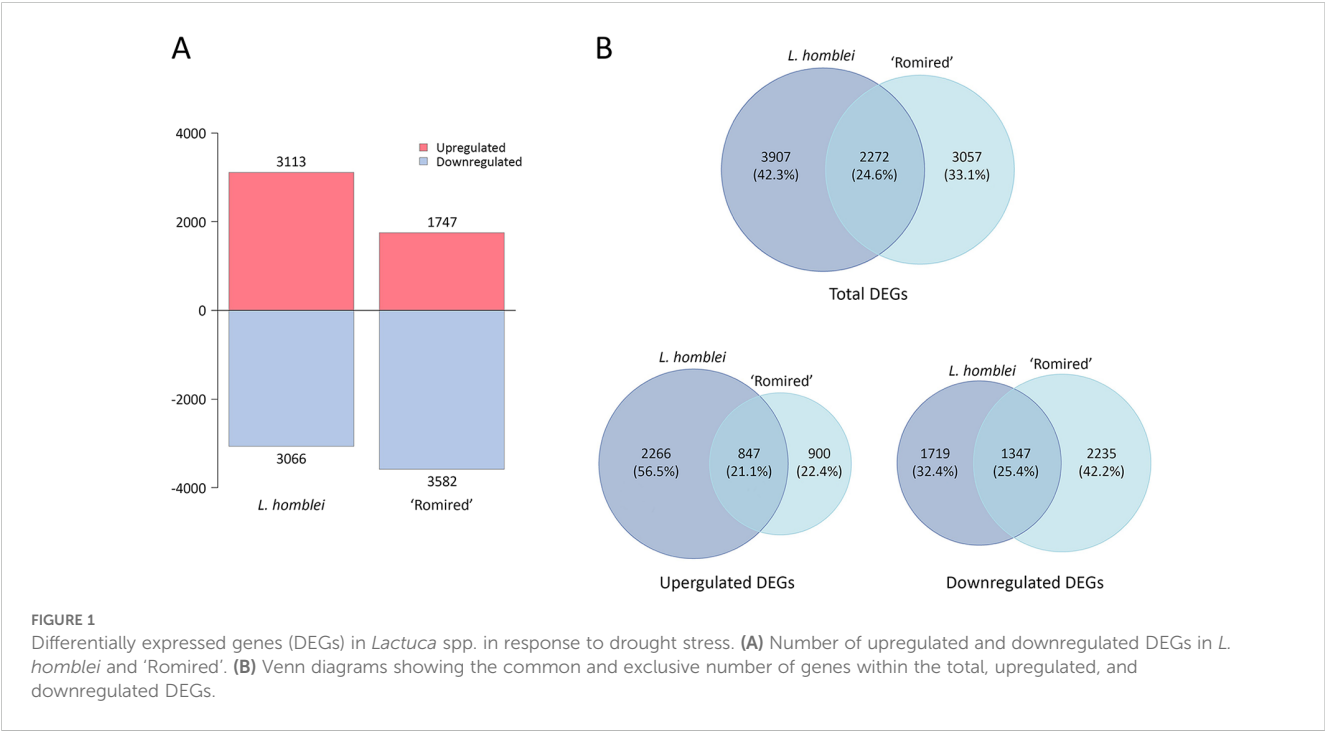 A
4000
2000
0
-2000
-4000
3113
1747
3066
3582
Upregulated
Downregulated
L. homblei
‘Romired’
B
L. homblei
‘Romired’
3907
(42.3%)
2272
(24.6%)
3057
(33.1%)
Total DEGs
L. homblei
‘Romired’
2266
(56.5%)
847
(21.1%)
900
(22.4%)
Upergulated DEGs
L. homblei
‘Romired’
1719
(32.4%)
1347
(25.4%)
2235
(42.2%)
Downregulated DEGs
FIGURE 1
Differentially expressed genes (DEGs) in Lactuca spp. in response to drought stress. (A) Number of upregulated and downregulated DEGs in L.
homblei and ‘Romired’. (B) Venn diagrams showing the common and exclusive number of genes within the total, upregulated, and
downregulated DEGs.